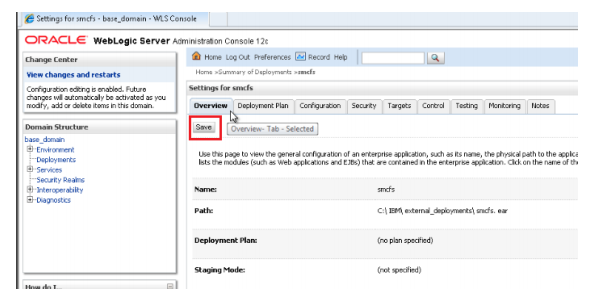 Settings for smcfs - base_domain - WLS Console
ORACLE WebLogic Server Administration Console 12c
Change Center
View changes and restarts
Configuration editing is enabled. Future
changes will automatically be activated as you
modify, add or delete items in this domain.
Domain Structure
base_domain
Environment
Deployments
Services
Security Realms
Interoperability
Diagnostics
How do I...
Home Log Out Preferences Record Help
Home >Summary of Deployments >smcfs
Settings for smcfs
Overview Deployment Plan Configuration Security Targets Control Testing Monitoring Notes
Save Overview- Tab - Selected
Use this page to view the general configuration of an enterprise application, such as its name, the physical path to the applica
lists the modules (such as Web applications and EJBs) that are contained in the enterprise application. Click on the name of the
Name: smcfs
Path: C:\ IBM\ external_deployments\ smcfs. ear
Deployment Plan: (no plan specified)
Staging Mode: (not specified)